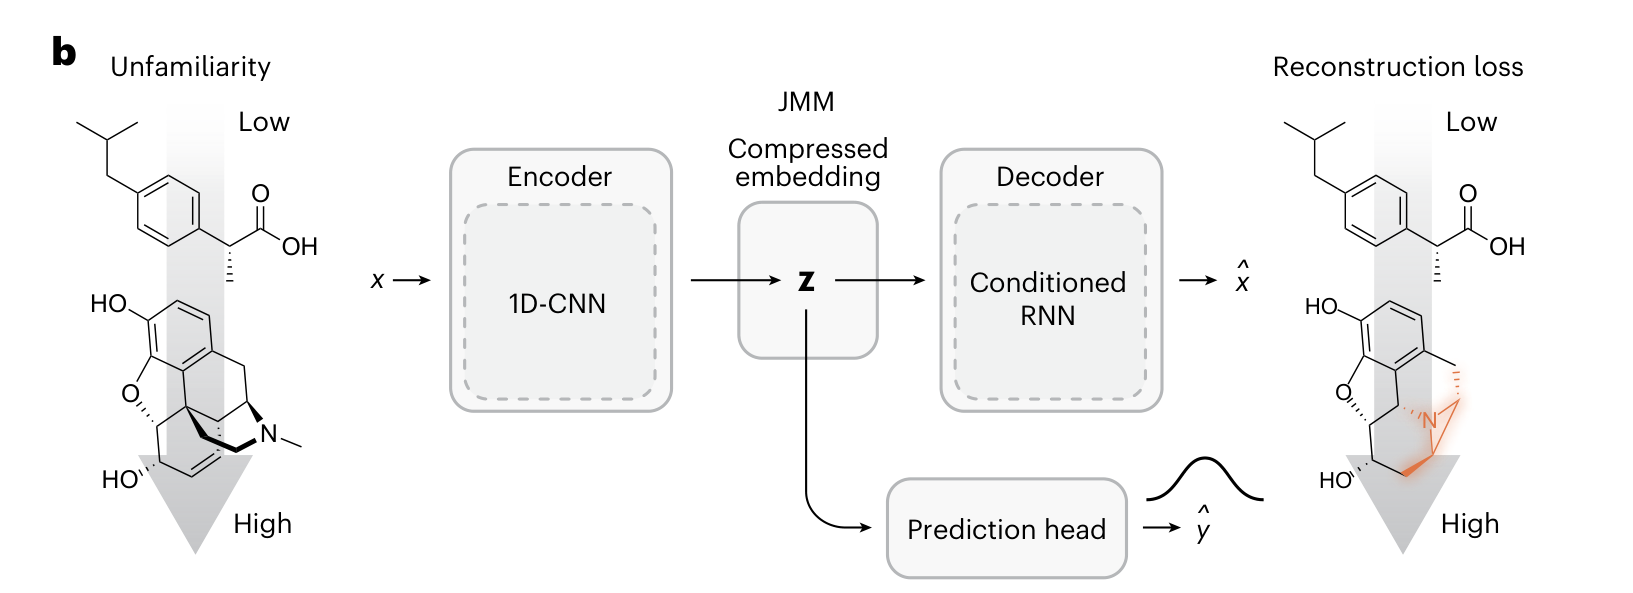 b
Unfamiliarity
Low
O
OH
HO
O
N
HO
High
x
Encoder
1D-CNN
JMM
Compressed
embedding
z
Decoder
Conditioned
RNN
x̂
Prediction head
ŷ
Reconstruction loss
Low
O
OH
HO
O
N
HO
High